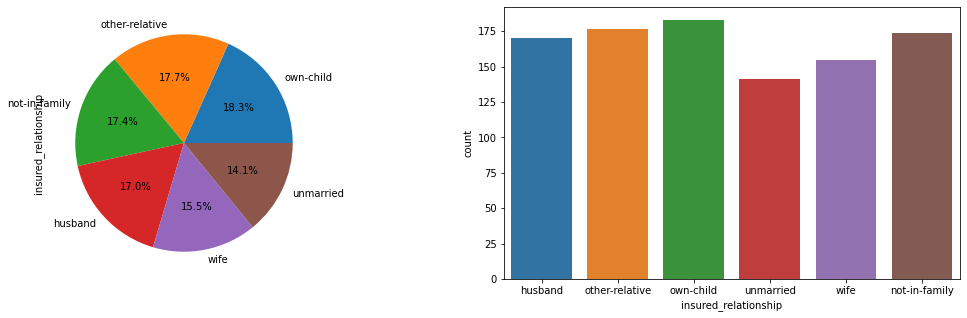 other-relative
own-child
17.7%
18.3%
not-in-family
17.4%
insured_relationship
14.1%
17.0%
unmarried
15.5%
husband
wife
175
150
125
100
75
50
25
0
count
husband
other-relative
own-child
unmarried
wife
not-in-family
insured_relationship